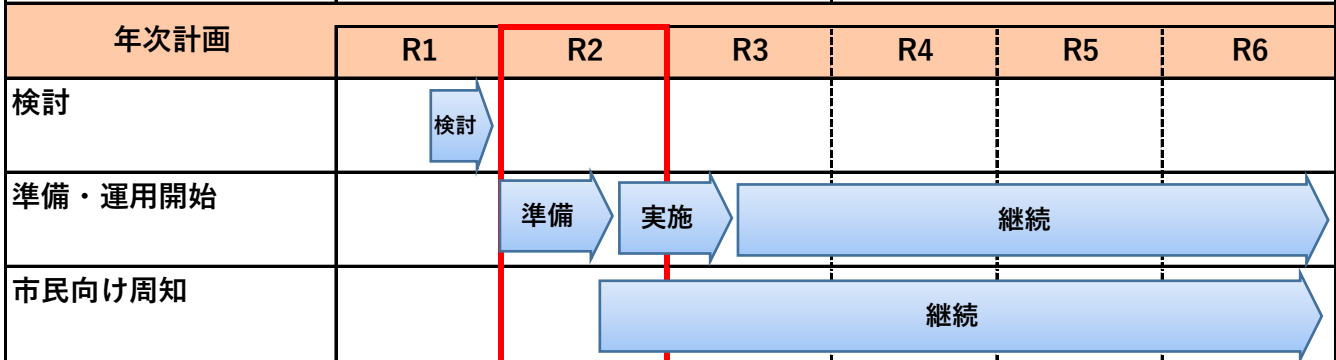 年次計画
R1
R2
R3
R4
R5
R6
検討
検討
準備・運用開始
準備
実施
継続
市民向け周知
継続